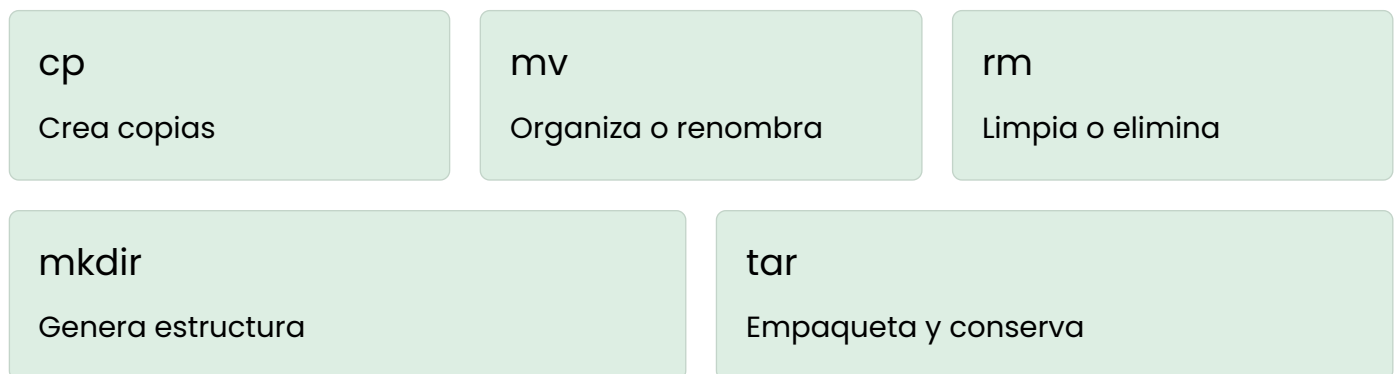 cp
Crea copias
mv
Organiza o renombra
rm
Limpia o elimina
mkdir
Genera estructura
tar
Empaqueta y conserva